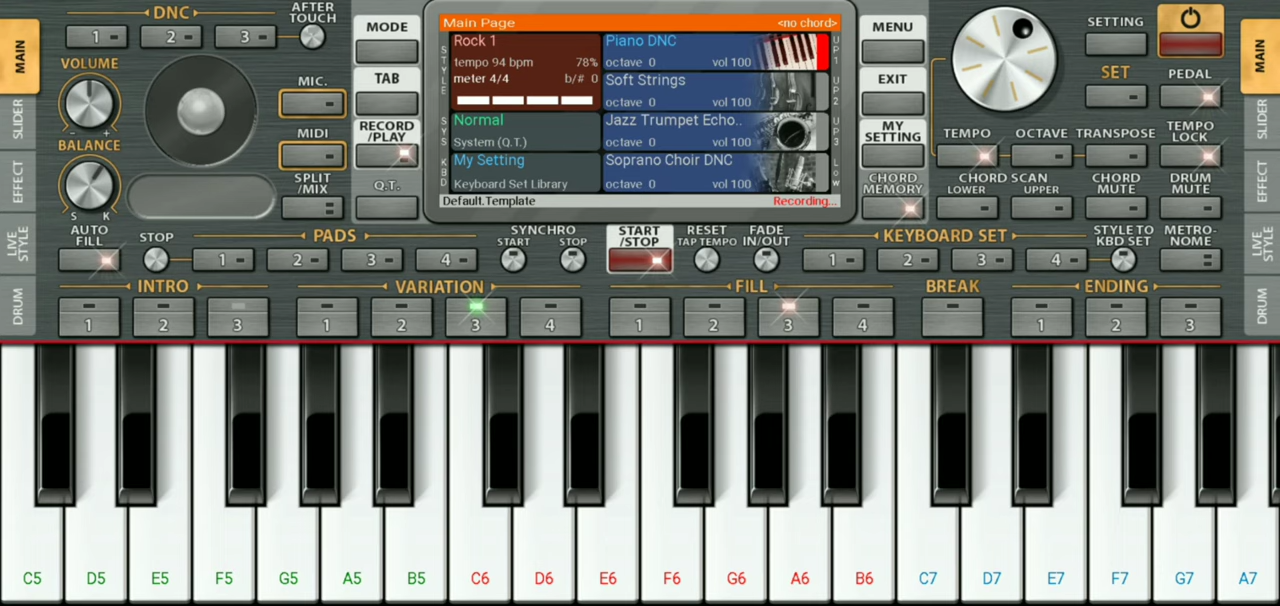 DNC
AFTER
TOUCH
1 2 3
VOLUME
- +
BALANCE
S K
MIC.
MIDI
SPLIT
/MIX
MAIN
SLIDER
EFFECT
LIVE
STYLE
DRUM
MODE
TAB
RECORD
/PLAY
Q.T.
Main Page <no chord>
STYLE
Rock 1
tempo 94 bpm 78%
meter 4/4 b/# 0
SYS
Normal
System (Q.T.)
KBD
My Setting
Keyboard Set Library
Piano DNC
octave 0 vol 100
UP1
Soft Strings
octave 0 vol 100
UP2
Jazz Trumpet Echo..
octave 0 vol 100
UP3
Soprano Choir DNC
octave 0 vol 100
LOW
Default.Template Recording...
MENU
EXIT
MY
SETTING
CHORD
MEMORY
SETTING
SET
PEDAL
TEMPO OCTAVE TRANSPOSE
TEMPO
LOCK
CHORD SCAN
LOWER UPPER
CHORD
MUTE
DRUM
MUTE
MAIN
SLIDER
EFFECT
LIVE
STYLE
DRUM
AUTO
FILL
STOP
PADS
1 2 3 4
SYNCHRO
START STOP
START
/STOP
RESET
TAP TEMPO
FADE
IN/OUT
KEYBOARD SET
1 2 3 4
STYLE TO
KBD SET
METRO-
NOME
INTRO
1 2 3
VARIATION
1 2 3 4
FILL
1 2 3 4
BREAK
ENDING
1 2 3
C5 D5 E5 F5 G5 A5 B5 C6 D6 E6 F6 G6 A6 B6 C7 D7 E7 F7 G7 A7